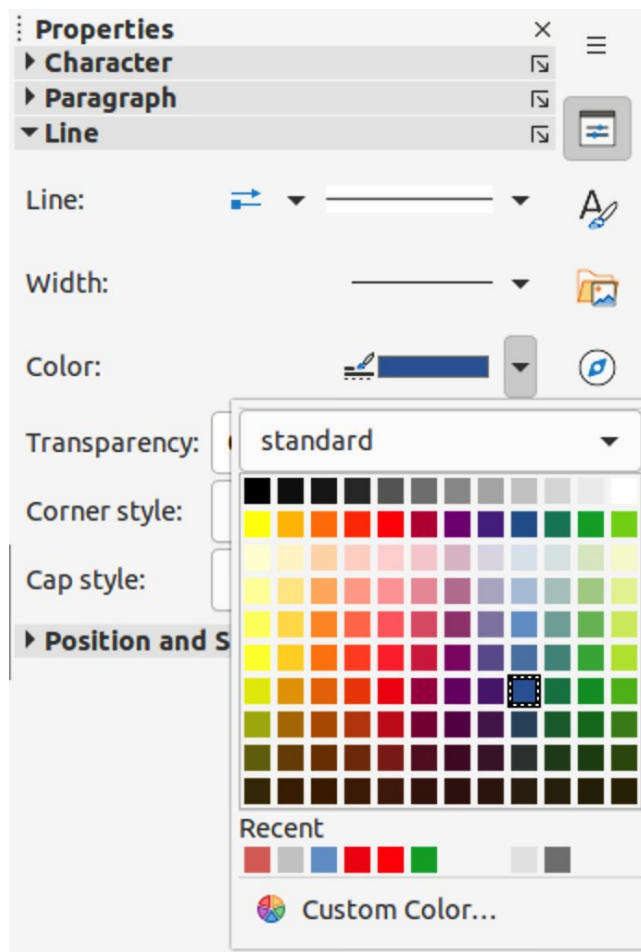 Properties
Character
Paragraph
Line
Line:
Width:
Color:
Transparency:
standard
Corner style:
Cap style:
Position and S
Recent
Custom Color...